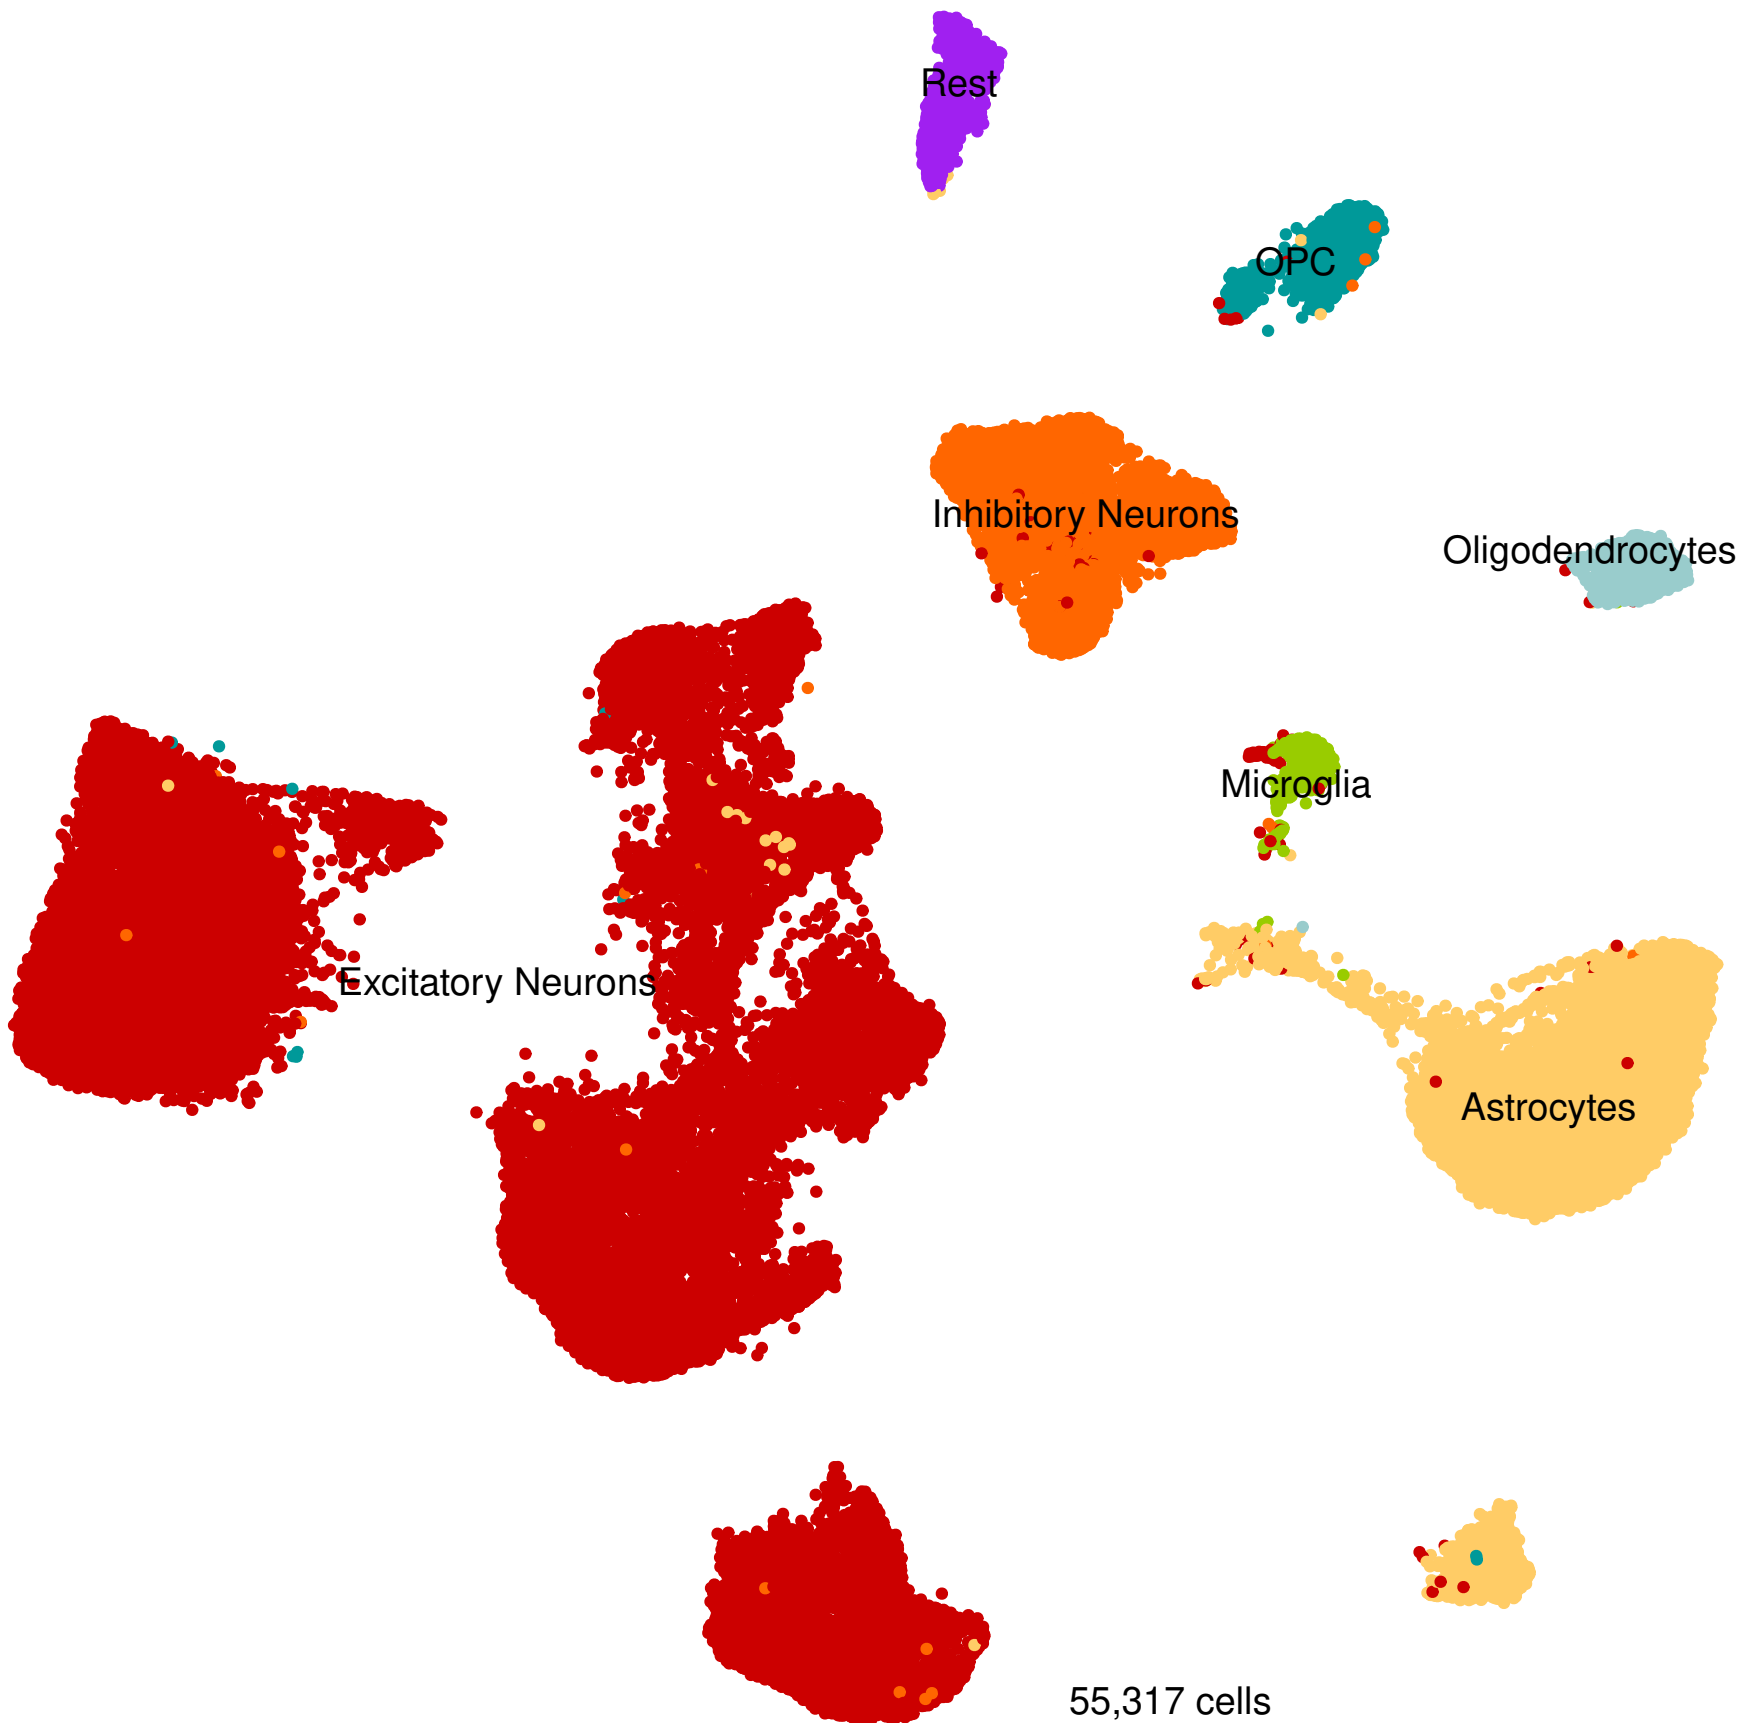 Rest
OPC
Inhibitory Neurons
Oligodendrocytes
Microglia
Excitatory Neurons
Astrocytes
55,317 cells